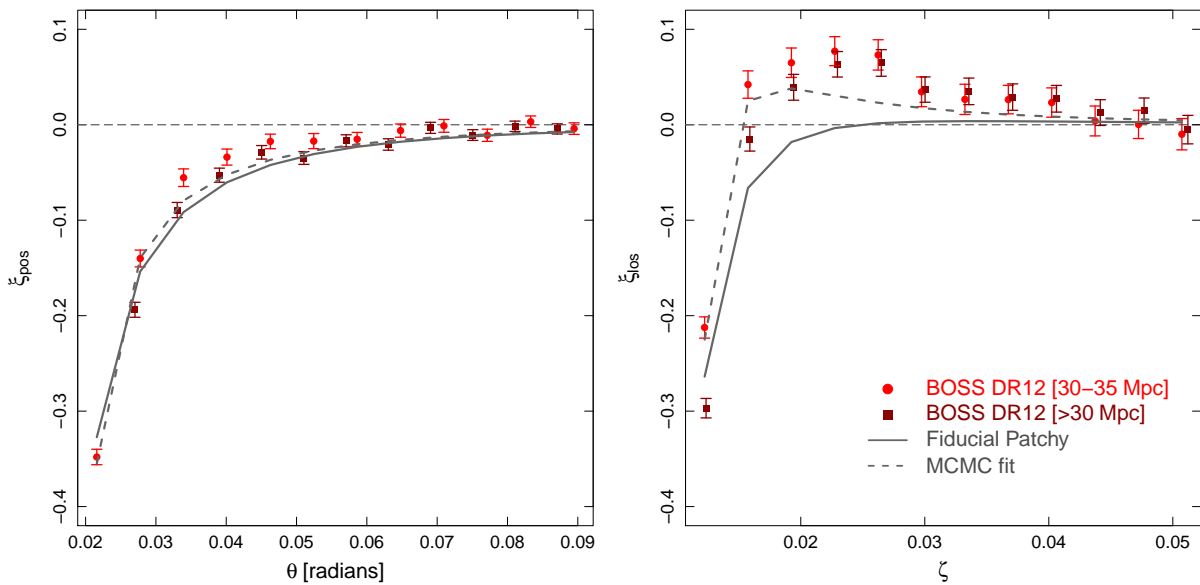 0.1
0.0
−0.1
−0.2
−0.3
−0.4
ξpos
0.02 0.03 0.04 0.05 0.06 0.07 0.08 0.09
θ [radians]
0.1
0.0
−0.1
−0.2
−0.3
−0.4
ξlos
BOSS DR12 [30−35 Mpc]
BOSS DR12 [>30 Mpc]
Fiducial Patchy
MCMC fit
0.02 0.03 0.04 0.05
ζ